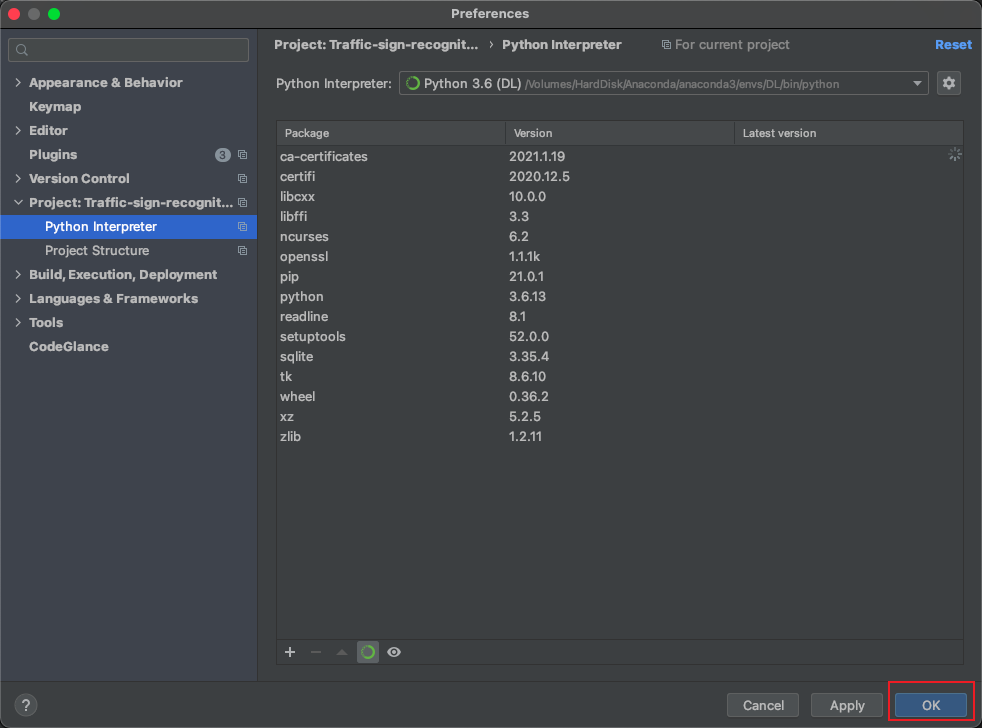 Preferences
Project: Traffic-sign-recognit... › Python Interpreter For current project Reset
Appearance & Behavior
Keymap
Editor
Plugins 3
Version Control
Project: Traffic-sign-recognit...
Python Interpreter
Project Structure
Build, Execution, Deployment
Languages & Frameworks
Tools
CodeGlance
Python Interpreter: Python 3.6 (DL) /Volumes/HardDisk/Anaconda/anaconda3/envs/DL/bin/python
Package Version Latest version
ca-certificates 2021.1.19
certifi 2020.12.5
libcxx 10.0.0
libffi 3.3
ncurses 6.2
openssl 1.1.1k
pip 21.0.1
python 3.6.13
readline 8.1
setuptools 52.0.0
sqlite 3.35.4
tk 8.6.10
wheel 0.36.2
xz 5.2.5
zlib 1.2.11
? Cancel Apply OK